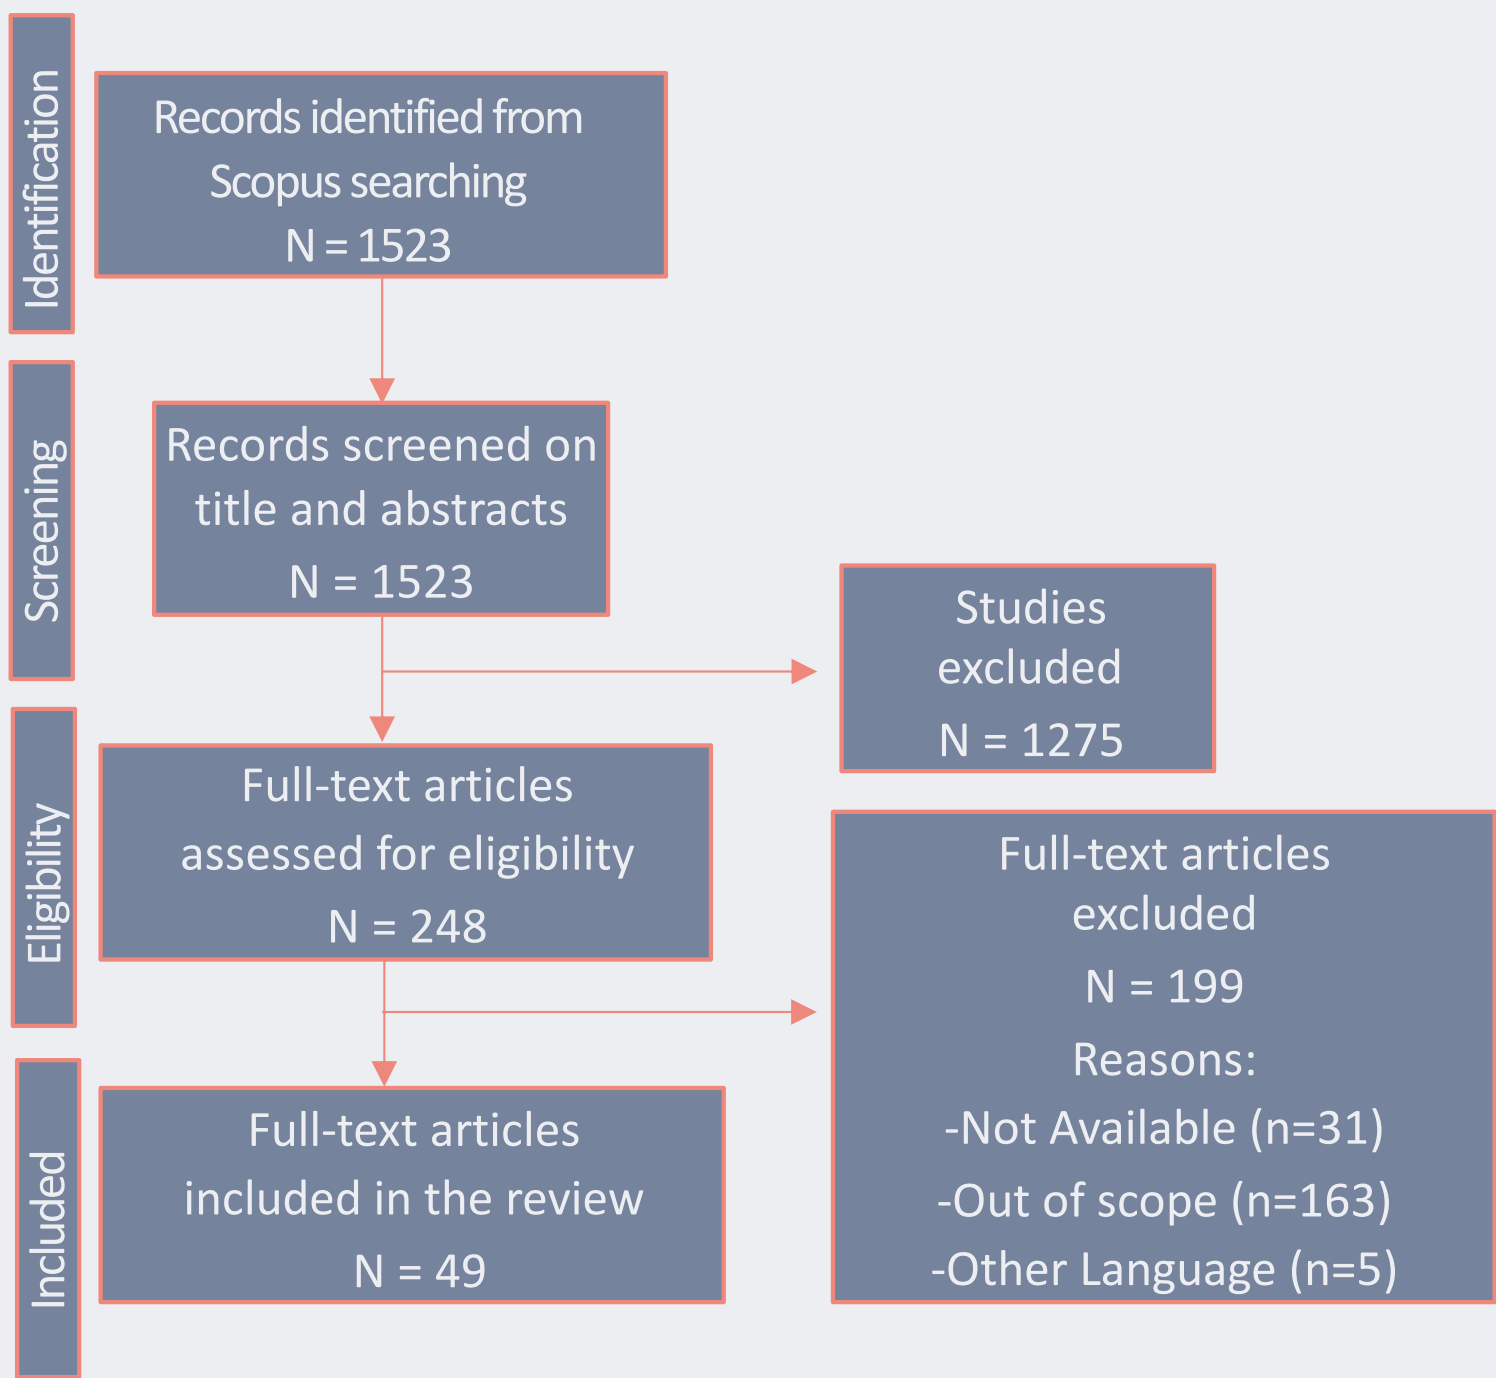 Identification
Records identified from
Scopus searching
N = 1523
Screening
Records screened on
title and abstracts
N = 1523
Studies
excluded
N = 1275
Eligibility
Full-text articles
assessed for eligibility
N = 248
Full-text articles
excluded
N = 199
Reasons:
-Not Available (n=31)
-Out of scope (n=163)
-Other Language (n=5)
Included
Full-text articles
included in the review
N = 49